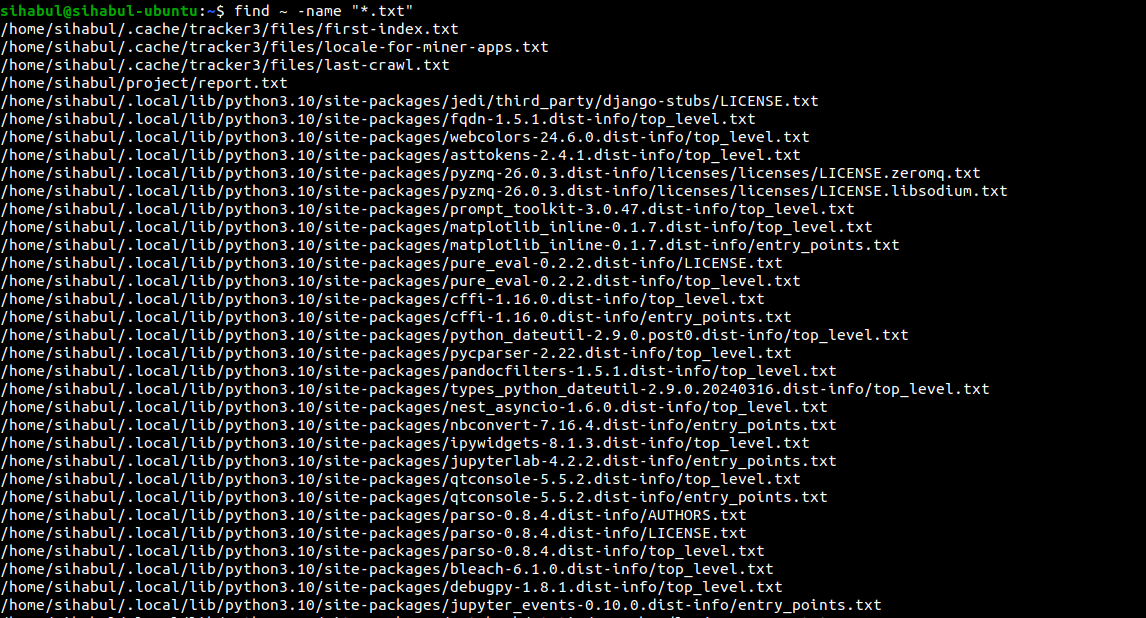 sihabul@sihabul-ubuntu:~$ find ~ -name "*.txt"
/home/sihabul/.cache/tracker3/files/first-index.txt
/home/sihabul/.cache/tracker3/files/locale-for-miner-apps.txt
/home/sihabul/.cache/tracker3/files/last-crawl.txt
/home/sihabul/project/report.txt
/home/sihabul/.local/lib/python3.10/site-packages/jedi/third_party/django-stubs/LICENSE.txt
/home/sihabul/.local/lib/python3.10/site-packages/fqdn-1.5.1.dist-info/top_level.txt
/home/sihabul/.local/lib/python3.10/site-packages/webcolors-24.6.0.dist-info/top_level.txt
/home/sihabul/.local/lib/python3.10/site-packages/asttokens-2.4.1.dist-info/top_level.txt
/home/sihabul/.local/lib/python3.10/site-packages/pyzmq-26.0.3.dist-info/licenses/licenses/LICENSE.zeromq.txt
/home/sihabul/.local/lib/python3.10/site-packages/pyzmq-26.0.3.dist-info/licenses/licenses/LICENSE.libsodium.txt
/home/sihabul/.local/lib/python3.10/site-packages/prompt_toolkit-3.0.47.dist-info/top_level.txt
/home/sihabul/.local/lib/python3.10/site-packages/matplotlib_inline-0.1.7.dist-info/top_level.txt
/home/sihabul/.local/lib/python3.10/site-packages/matplotlib_inline-0.1.7.dist-info/entry_points.txt
/home/sihabul/.local/lib/python3.10/site-packages/pure_eval-0.2.2.dist-info/LICENSE.txt
/home/sihabul/.local/lib/python3.10/site-packages/pure_eval-0.2.2.dist-info/top_level.txt
/home/sihabul/.local/lib/python3.10/site-packages/cffi-1.16.0.dist-info/top_level.txt
/home/sihabul/.local/lib/python3.10/site-packages/cffi-1.16.0.dist-info/entry_points.txt
/home/sihabul/.local/lib/python3.10/site-packages/python_dateutil-2.9.0.post0.dist-info/top_level.txt
/home/sihabul/.local/lib/python3.10/site-packages/pycparser-2.22.dist-info/top_level.txt
/home/sihabul/.local/lib/python3.10/site-packages/pandocfilters-1.5.1.dist-info/top_level.txt
/home/sihabul/.local/lib/python3.10/site-packages/types_python_dateutil-2.9.0.20240316.dist-info/top_level.txt
/home/sihabul/.local/lib/python3.10/site-packages/nest_asyncio-1.6.0.dist-info/top_level.txt
/home/sihabul/.local/lib/python3.10/site-packages/nbconvert-7.16.4.dist-info/entry_points.txt
/home/sihabul/.local/lib/python3.10/site-packages/ipywidgets-8.1.3.dist-info/top_level.txt
/home/sihabul/.local/lib/python3.10/site-packages/jupyterlab-4.2.2.dist-info/entry_points.txt
/home/sihabul/.local/lib/python3.10/site-packages/qtconsole-5.5.2.dist-info/top_level.txt
/home/sihabul/.local/lib/python3.10/site-packages/qtconsole-5.5.2.dist-info/entry_points.txt
/home/sihabul/.local/lib/python3.10/site-packages/parso-0.8.4.dist-info/AUTHORS.txt
/home/sihabul/.local/lib/python3.10/site-packages/parso-0.8.4.dist-info/LICENSE.txt
/home/sihabul/.local/lib/python3.10/site-packages/parso-0.8.4.dist-info/top_level.txt
/home/sihabul/.local/lib/python3.10/site-packages/bleach-6.1.0.dist-info/top_level.txt
/home/sihabul/.local/lib/python3.10/site-packages/debugpy-1.8.1.dist-info/top_level.txt
/home/sihabul/.local/lib/python3.10/site-packages/jupyter_events-0.10.0.dist-info/entry_points.txt